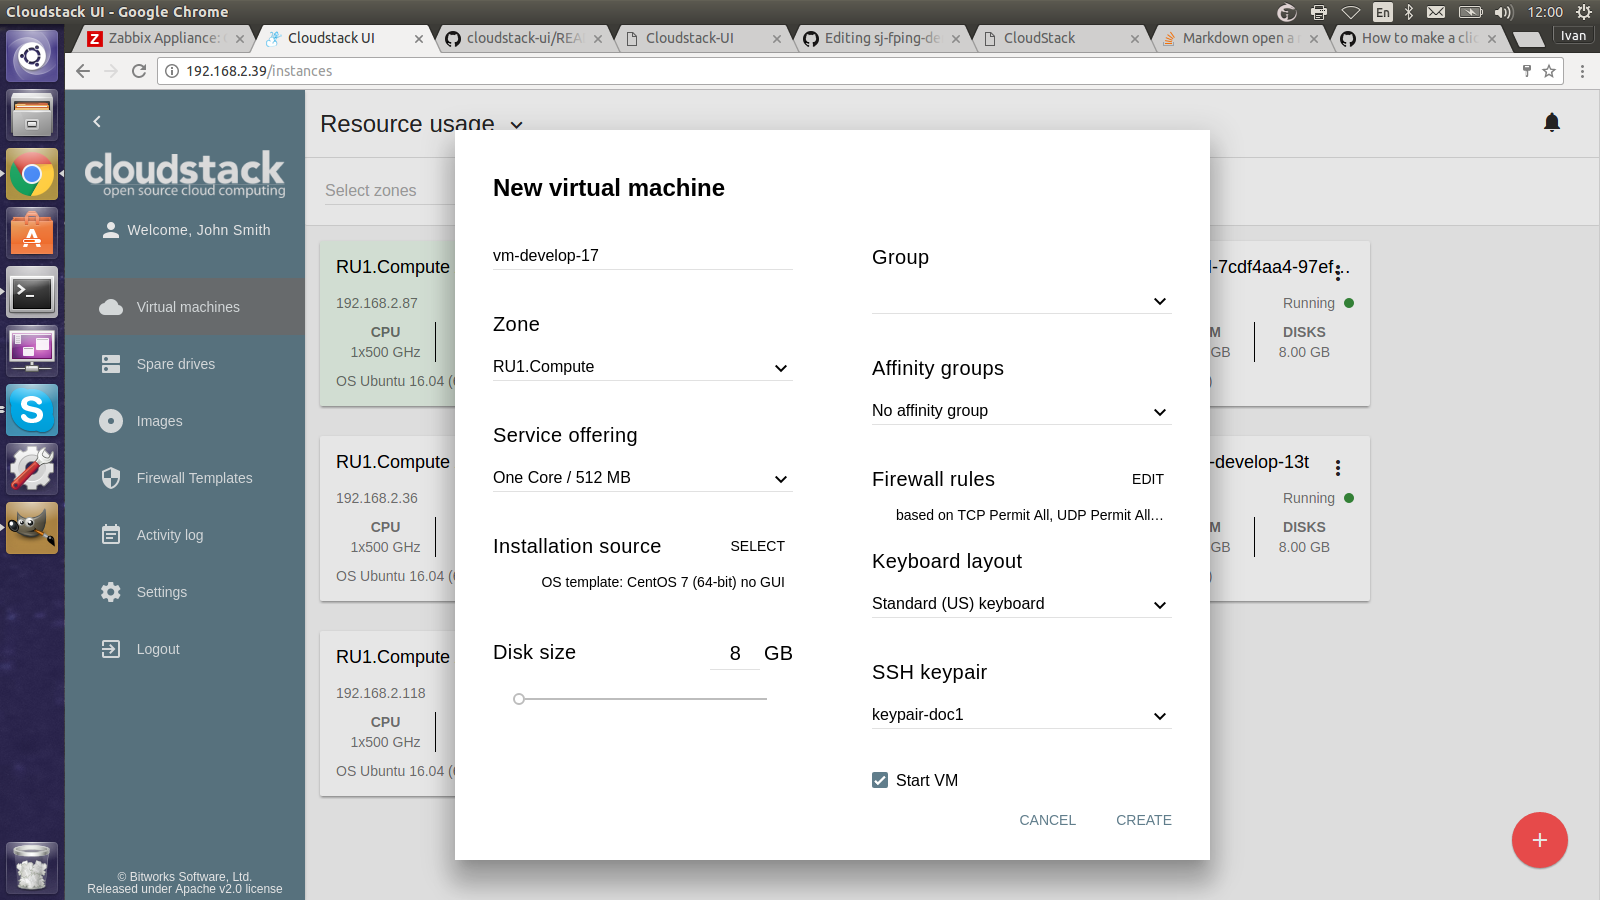 Cloudstack UI - Google Chrome
En
12:00
Zabbix Appliance:
Cloudstack UI
cloudstack-ui/REA
Cloudstack-UI
Editing sj-fping-de
CloudStack
Markdown open a
How to make a clic
Ivan
192.168.2.39/instances
cloudstack
open source cloud computing
Welcome, John Smith
Virtual machines
Spare drives
Images
Firewall Templates
Activity log
Settings
Logout
© Bitworks Software, Ltd.
Released under Apache v2.0 license
Resource usage
Select zones
RU1.Compute
192.168.2.87
CPU
1x500 GHz
OS Ubuntu 16.04 (
RU1.Compute
192.168.2.36
CPU
1x500 GHz
OS Ubuntu 16.04 (
RU1.Compute
192.168.2.118
CPU
1x500 GHz
OS Ubuntu 16.04 (
New virtual machine
vm-develop-17
Zone
RU1.Compute
Service offering
One Core / 512 MB
Installation source SELECT
OS template: CentOS 7 (64-bit) no GUI
Disk size 8 GB
Group
Affinity groups
No affinity group
Firewall rules EDIT
based on TCP Permit All, UDP Permit All…
Keyboard layout
Standard (US) keyboard
SSH keypair
keypair-doc1
Start VM
CANCEL CREATE
-7cdf4aa4-97ef…
Running
M DISKS
GB 8.00 GB
)
-develop-13t
Running
M DISKS
GB 8.00 GB
)
+